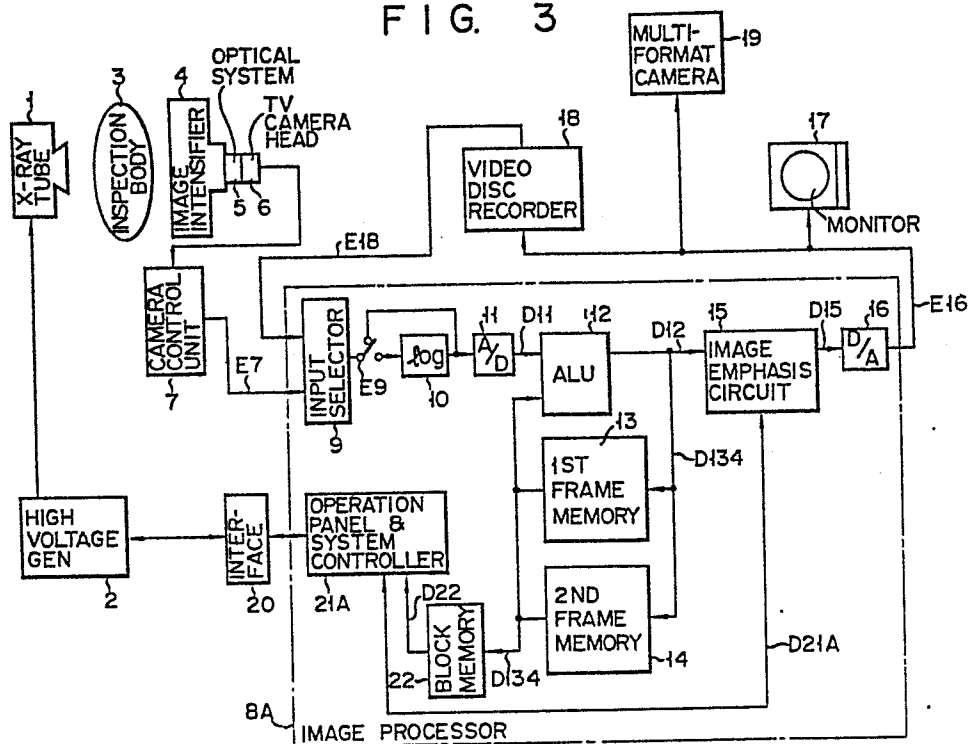 FIG. 3
1
X-RAY
TUBE
3
INSPECTION
BODY
4
IMAGE
INTENSIFIER
OPTICAL
SYSTEM
TV
CAMERA
HEAD
5
6
18
VIDEO
DISC
RECORDER
MULTI-
FORMAT
CAMERA
19
17
MONITOR
E18
E16
CAMERA
CONTROL
UNIT
7
E7
INPUT
SELECTOR
9
E9
log
10
11
A/D
D11
12
ALU
D12
15
IMAGE
EMPHASIS
CIRCUIT
D15
16
D/A
13
1ST
FRAME
MEMORY
D134
HIGH
VOLTAGE
GEN
2
INTER-
FACE
20
OPERATION
PANEL &
SYSTEM
CONTROLLER
21A
D22
22
BLOCK
MEMORY
D134
2ND
FRAME
MEMORY
14
D21A
8A
IMAGE PROCESSOR